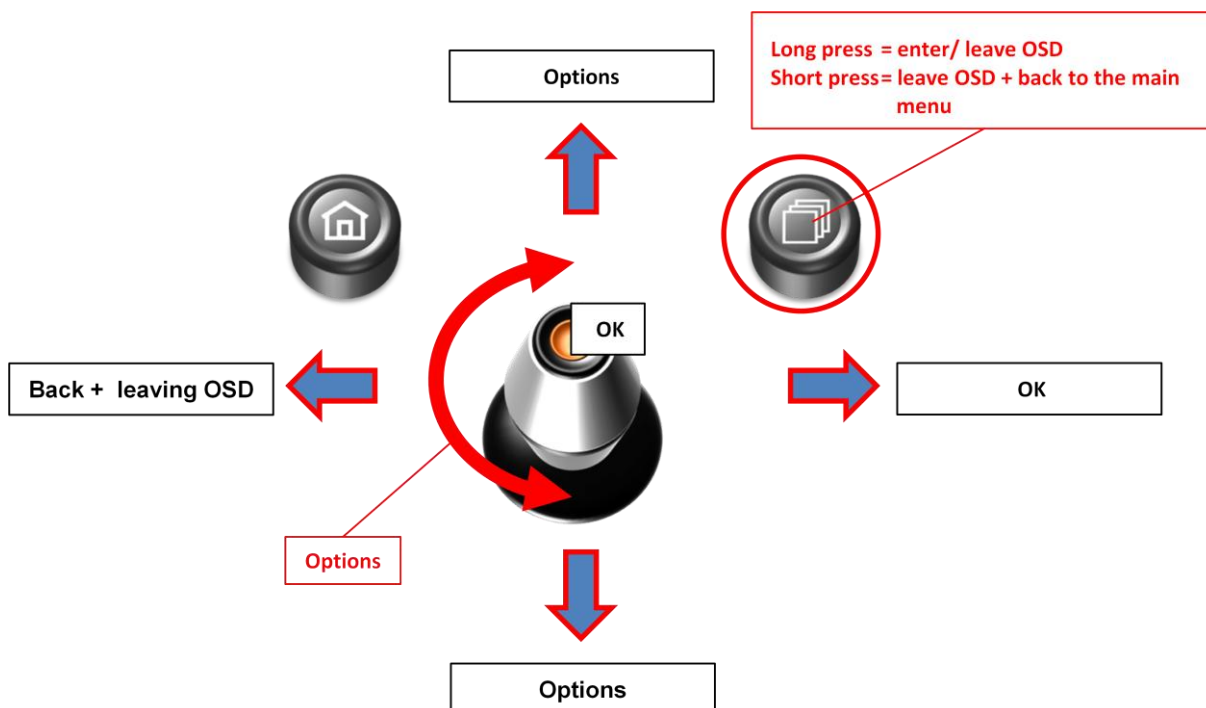 Options
Long press = enter/ leave OSD
Short press= leave OSD + back to the main
menu
OK
Back + leaving OSD
OK
Options
Options